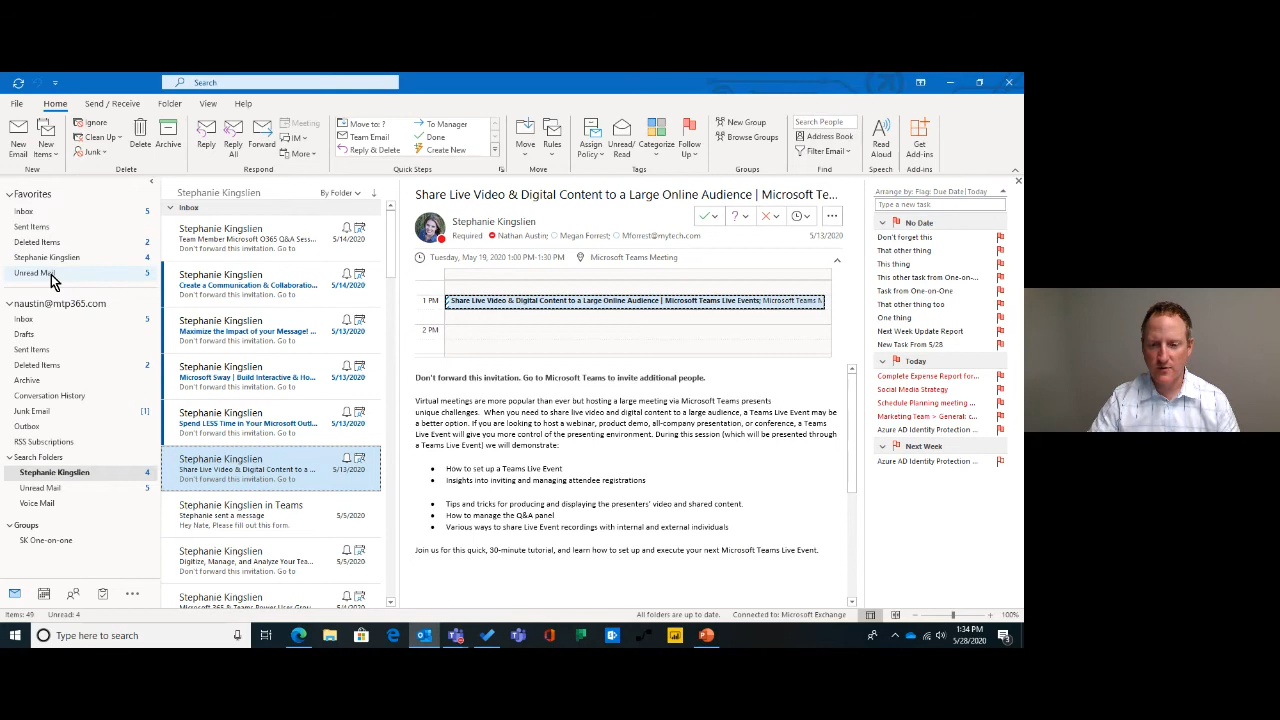 Search
File Home Send / Receive Folder View Help
New Email
New Items
Ignore
Clean Up
Junk
Delete
Archive
Reply
Reply All
Forward
Meeting
IM
More
Move to: ?
Team Email
Reply & Delete
To Manager
Done
Create New
Move
Rules
Assign Policy
Unread/ Read
Categorize
Follow Up
New Group
Browse Groups
Search People
Address Book
Filter Email
Read Aloud
Get Add-ins
New
Delete
Respond
Quick Steps
Move
Tags
Groups
Find
Speech
Add-ins
Favorites
Inbox 5
Sent Items
Deleted Items 2
Stephanie Kingslien 4
Unread Mail 5
naustin@mtp365.com
Inbox 5
Drafts
Sent Items
Deleted Items 2
Archive
Conversation History
Junk Email [1]
Outbox
RSS Subscriptions
Search Folders
Stephanie Kingslien 4
Unread Mail 5
Voice Mail
Groups
SK One-on-one
Stephanie Kingslien By Folder
Inbox
Stephanie Kingslien
Team Member Microsoft O365 Q&A Sess... 5/14/2020
Don't forward this invitation. Go to
Stephanie Kingslien
Create a Communication & Collaboratio... 5/14/2020
Don't forward this invitation. Go to
Stephanie Kingslien
Maximize the Impact of your Message! ... 5/13/2020
Don't forward this invitation. Go to
Stephanie Kingslien
Microsoft Sway | Build Interactive & Ho... 5/13/2020
Don't forward this invitation. Go to
Stephanie Kingslien
Spend LESS Time in Your Microsoft Outl... 5/13/2020
Don't forward this invitation. Go to
Stephanie Kingslien
Share Live Video & Digital Content to a ... 5/13/2020
Don't forward this invitation. Go to
Stephanie Kingslien in Teams
Stephanie sent a message 5/5/2020
Hey Nate, Please fill out this form.
Stephanie Kingslien
Digitize, Manage, and Analyze Your Tea... 5/5/2020
Don't forward this invitation. Go to
Stephanie Kingslien
Microsoft 365 & Teams Power User Grou... 5/4/2020
Share Live Video & Digital Content to a Large Online Audience | Microsoft Te...
Stephanie Kingslien
Required Nathan Austin; Megan Forrest; Mforrest@mytech.com 5/13/2020
Tuesday, May 19, 2020 1:00 PM-1:30 PM Microsoft Teams Meeting
1 PM Share Live Video & Digital Content to a Large Online Audience | Microsoft Teams Live Events; Microsoft Teams M
2 PM
Don't forward this invitation. Go to Microsoft Teams to invite additional people.
Virtual meetings are more popular than ever but hosting a large meeting via Microsoft Teams presents
unique challenges. When you need to share live video and digital content to a large audience, a Teams Live Event may be
a better option. If you are looking to host a webinar, product demo, all-company presentation, or conference, a Teams
Live Event will give you more control of the presenting environment. During this session (which will be presented through
a Teams Live Event) we will demonstrate:
• How to set up a Teams Live Event
• Insights into inviting and managing attendee registrations
• Tips and tricks for producing and displaying the presenters' video and shared content.
• How to manage the Q&A panel
• Various ways to share Live Event recordings with internal and external individuals
Join us for this quick, 30-minute tutorial, and learn how to set up and execute your next Microsoft Teams Live Event.
Arrange by: Flag: Due Date | Today
Type a new task
No Date
Don't forget this
That other thing
This thing
This other task from One-on-...
Task from One-on-One
That other thing too
One thing
Next Week Update Report
New Task From 5/28
Today
Complete Expense Report for...
Social Media Strategy
Schedule Planning meeting ...
Marketing Team > General: c...
Azure AD Identity Protection ...
Next Week
Azure AD Identity Protection ...
Items: 49 Unread: 4 All folders are up to date. Connected to: Microsoft Exchange 100%
Type here to search
1:34 PM
5/28/2020
3